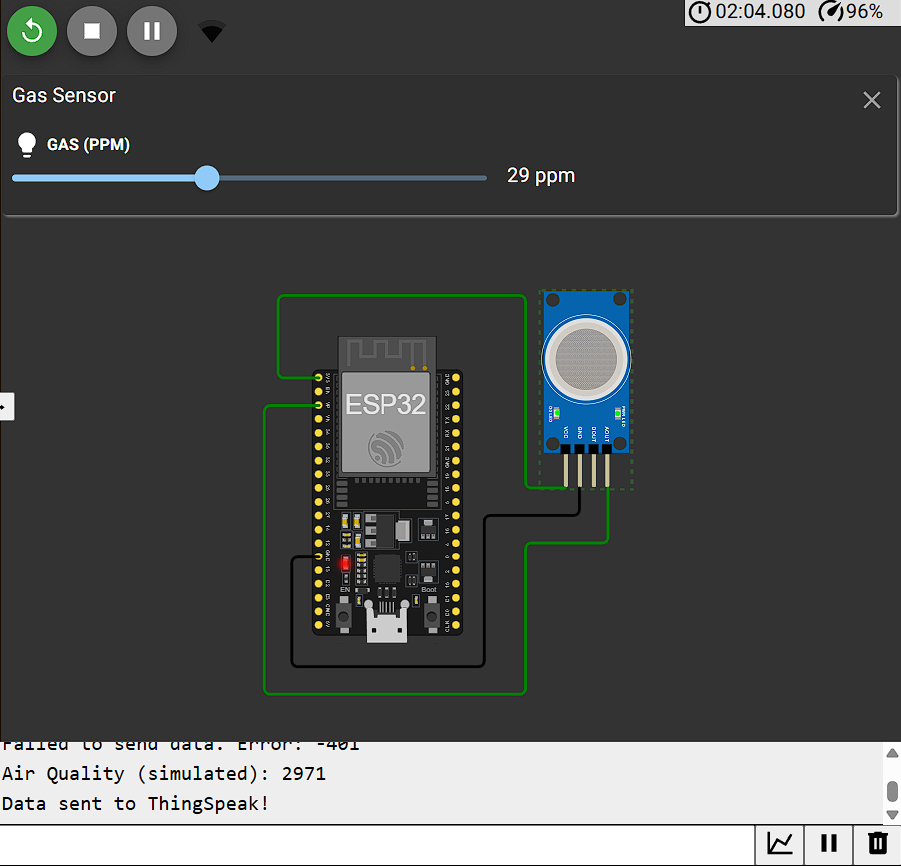 02:04.080 96%
Gas Sensor
GAS (PPM)
29 ppm
ESP32
VCC
GND
DOUT
AOUT
EN
Boot
Failed to send data. Error: -401
Air Quality (simulated): 2971
Data sent to ThingSpeak!